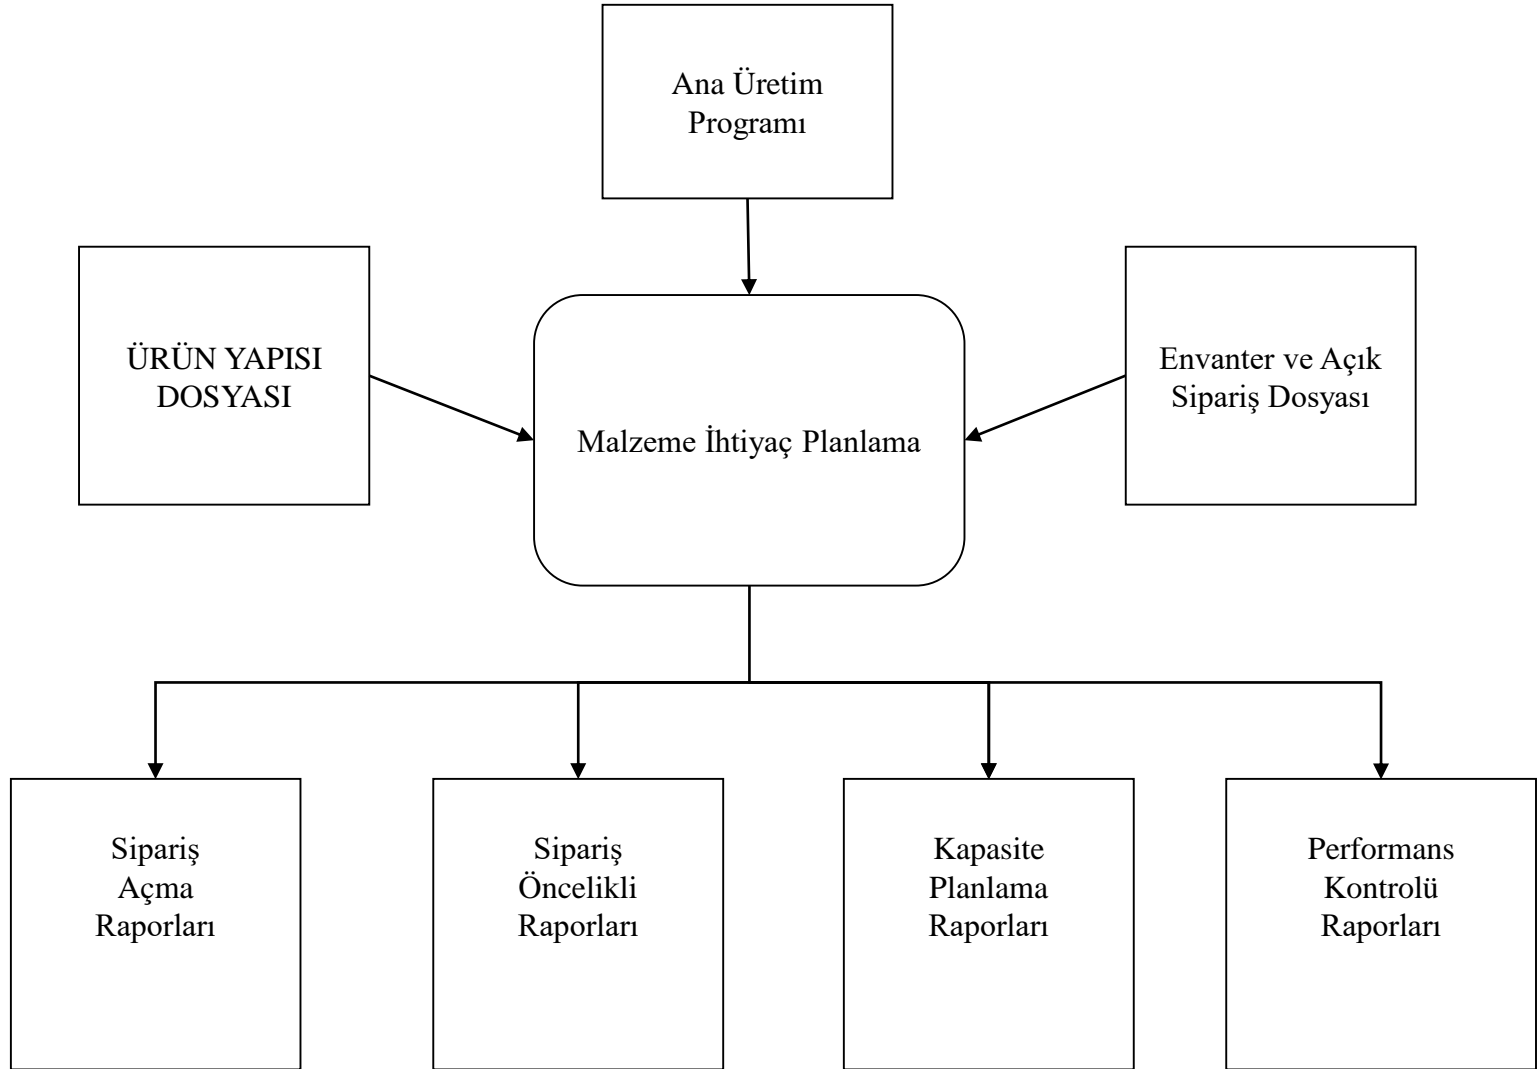 Ana Üretim
Programı
ÜRÜN YAPISI
DOSYASI
Envanter ve Açık
Sipariş Dosyası
Malzeme İhtiyaç Planlama
Sipariş
Açma
Raporları
Sipariş
Öncelikli
Raporları
Kapasite
Planlama
Raporları
Performans
Kontrolü
Raporları